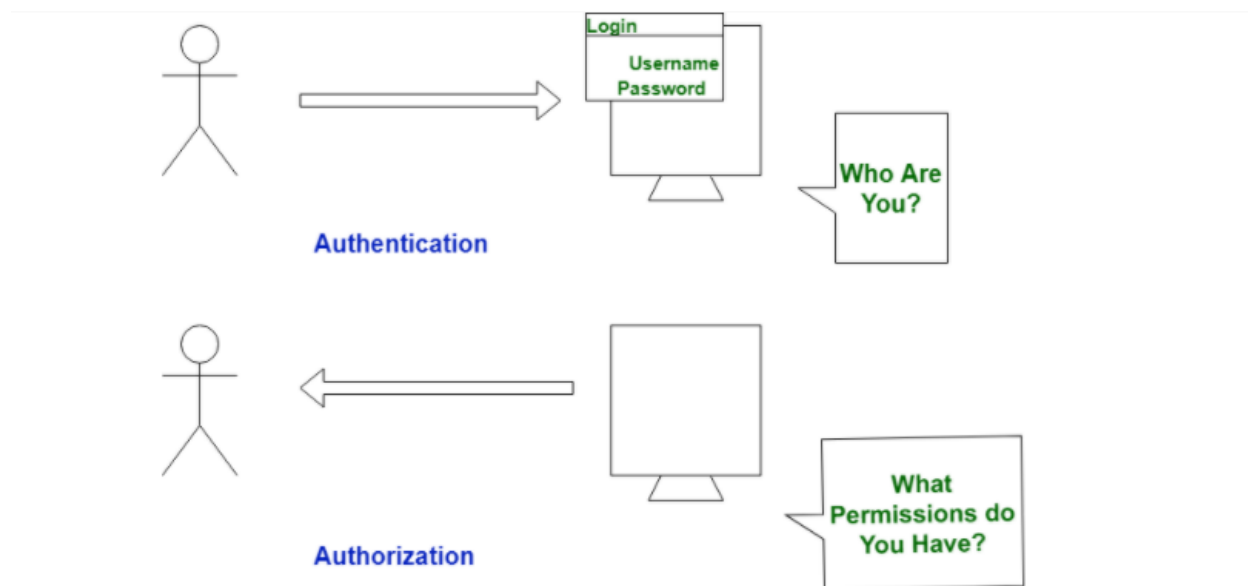 Login
Username
Password
Who Are
You?
Authentication
What
Permissions do
You Have?
Authorization